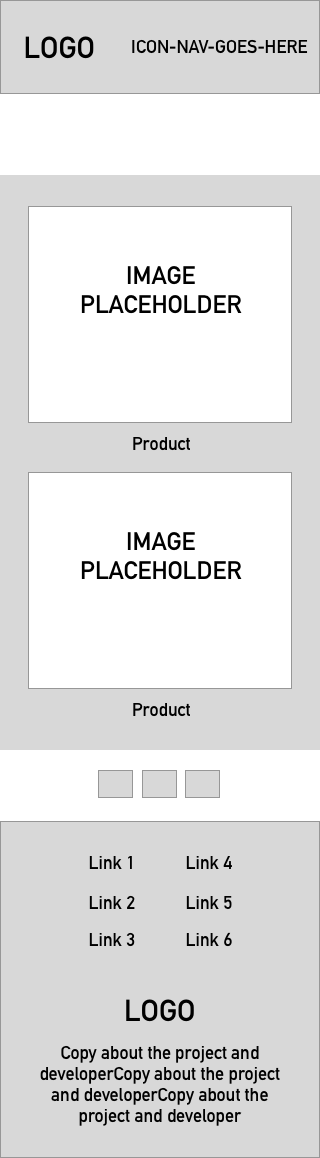 LOGO
ICON-NAV-GOES-HERE
IMAGE
PLACEHOLDER
Product
IMAGE
PLACEHOLDER
Product
Link 1
Link 4
Link 2
Link 5
Link 3
Link 6
LOGO
Copy about the project and
developerCopy about the project
and developerCopy about the
project and developer